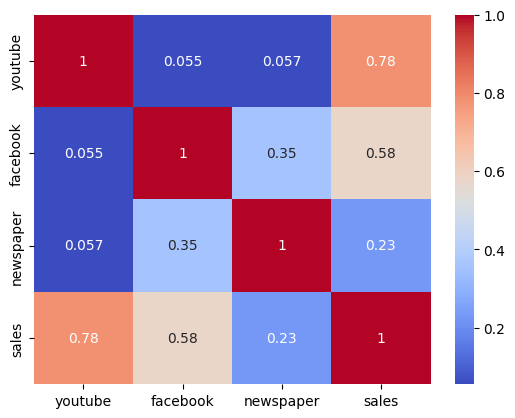 youtube 1 0.055 0.057 0.78
facebook 0.055 1 0.35 0.58
newspaper 0.057 0.35 1 0.23
sales 0.78 0.58 0.23 1
youtube facebook newspaper sales
1.0
0.8
0.6
0.4
0.2